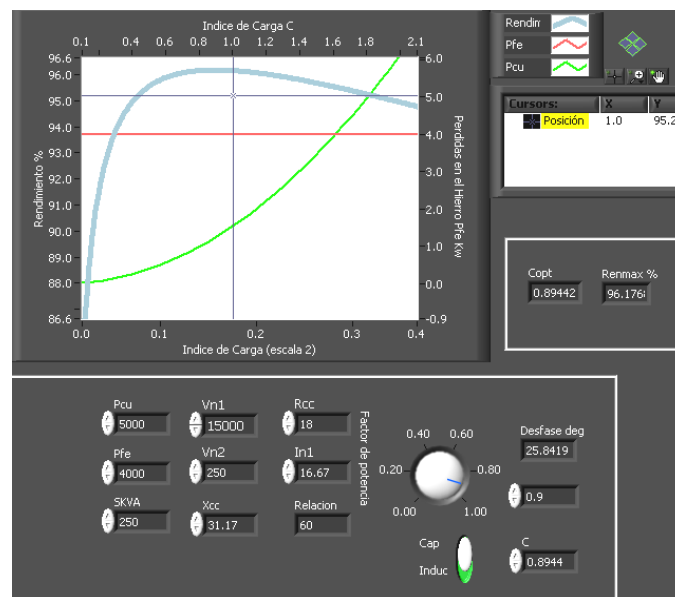 Indice de Carga C
0.1 0.4 0.6 0.8 1.0 1.2 1.4 1.6 1.8 2.1
96.6
96.0
95.0
94.0
93.0
92.0
91.0
90.0
89.0
88.0
86.6
Rendimiento %
6.0
5.0
4.0
3.0
2.0
1.0
0.0
-0.9
Perdidas en el Hierro Pfe Kw
0.0 0.1 0.2 0.3 0.4
Indice de Carga (escala 2)
Rendim
Pfe
Pcu
Cursors: X Y
Posición 1.0 95.2
Copt Renmax %
0.89442 96.176
Pcu Vn1 Rcc
5000 15000 18
Pfe Vn2 In1
4000 250 16.67
SKVA Xcc Relacion
250 31.17 60
Factor de potencia
0.00 0.20 0.40 0.60 0.80 1.00
Desfase deg
25.8419
0.9
Cap
Induc
C
0.8944